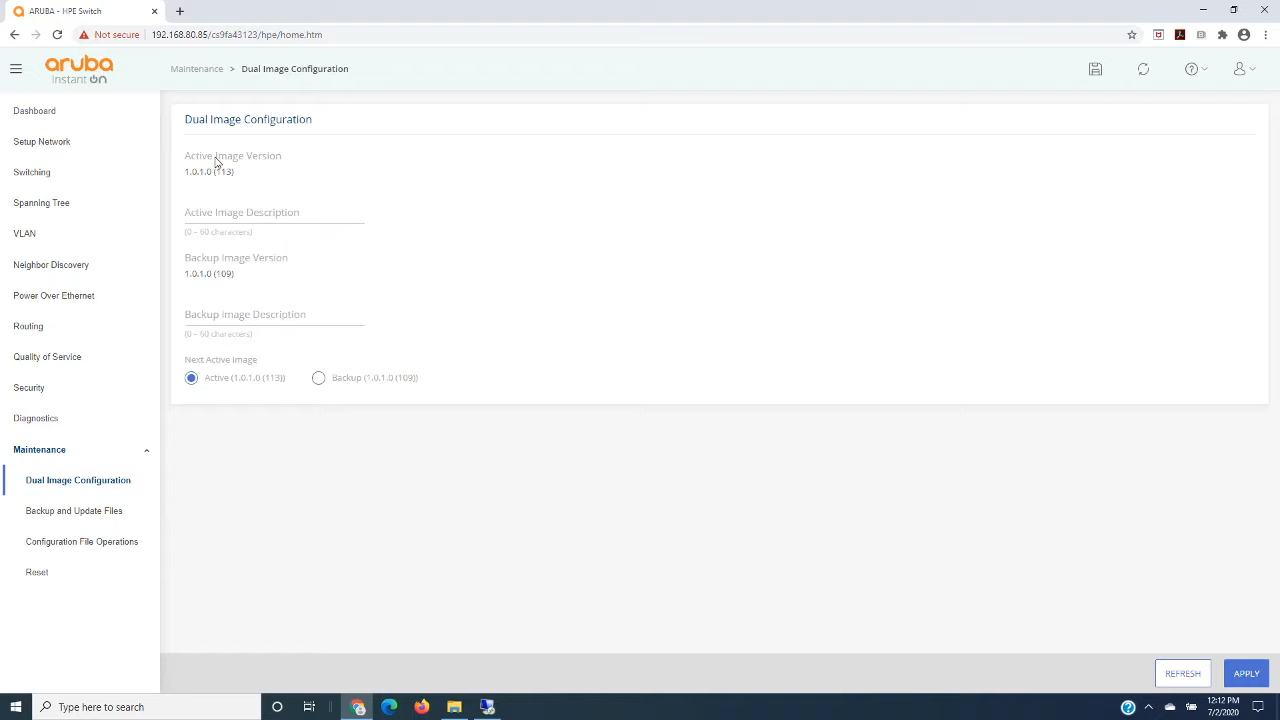 ARUBA - HPE Switch
Not secure
192.168.80.85/cs9fa43123/hpe/home.htm
aruba
instant on
Maintenance > Dual Image Configuration
Dashboard
Setup Network
Switching
Spanning Tree
VLAN
Neighbor Discovery
Power Over Ethernet
Routing
Quality of Service
Security
Diagnostics
Maintenance
Dual Image Configuration
Backup and Update Files
Configuration File Operations
Reset
Dual Image Configuration
Active Image Version
1.0.1.0 (113)
Active Image Description
(0 – 60 characters)
Backup Image Version
1.0.1.0 (109)
Backup Image Description
(0 – 60 characters)
Next Active Image
Active (1.0.1.0 (113))
Backup (1.0.1.0 (109))
REFRESH
APPLY
Type here to search
12:12 PM
7/2/2020